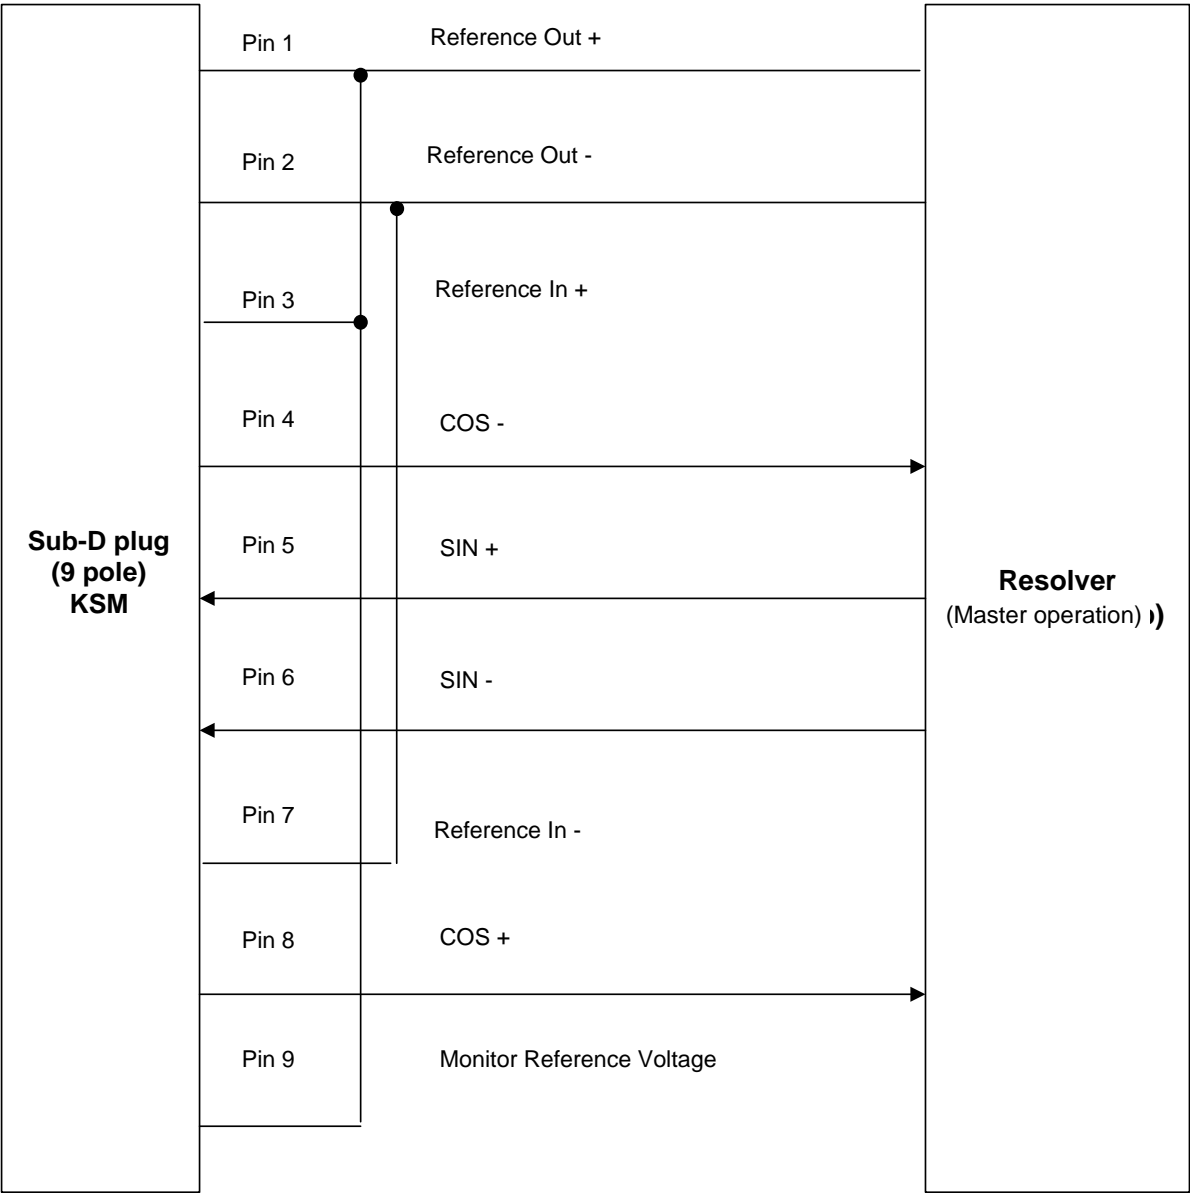 Pin 1
Reference Out +
Pin 2
Reference Out -
Pin 3
Reference In +
Pin 4
COS -
Sub-D plug
(9 pole)
KSM
Pin 5
SIN +
Resolver
(Master operation) )
Pin 6
SIN -
Pin 7
Reference In -
Pin 8
COS +
Pin 9
Monitor Reference Voltage